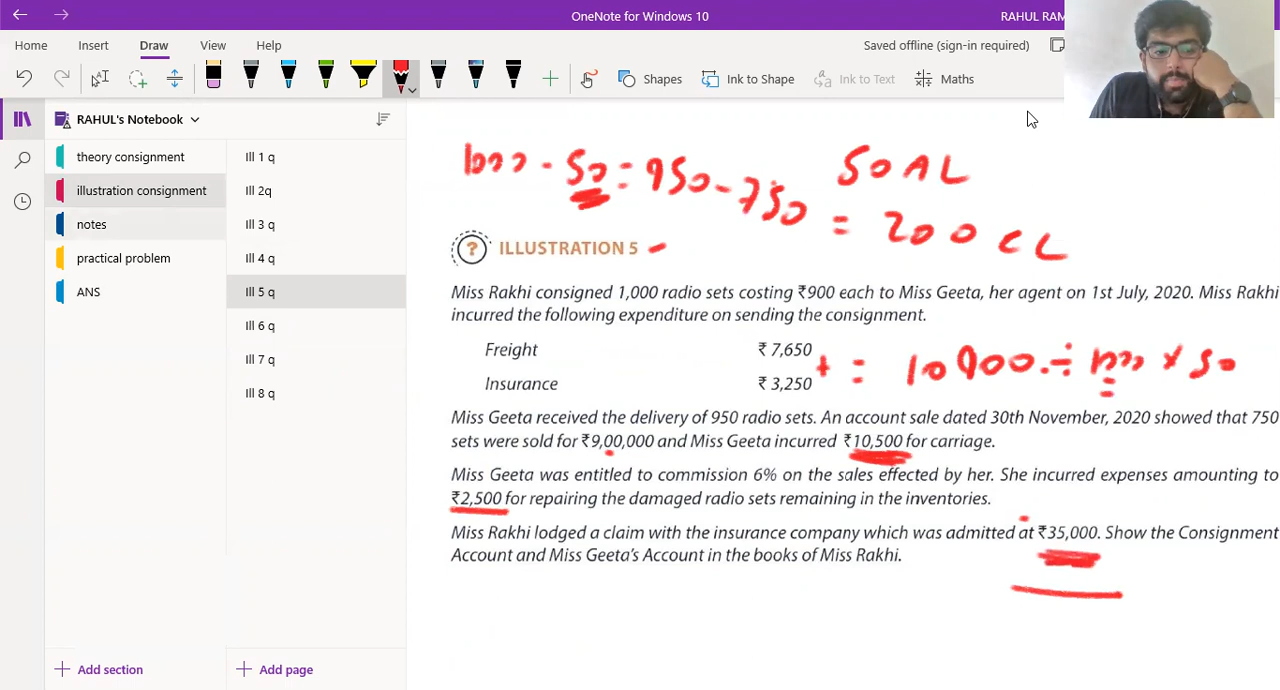 OneNote for Windows 10
RAHUL RAM
Home Insert Draw View Help
Saved offline (sign-in required)
Shapes Ink to Shape Ink to Text Maths
RAHUL's Notebook
theory consignment
illustration consignment
notes
practical problem
ANS
Ill 1 q
Ill 2q
Ill 3 q
Ill 4 q
Ill 5 q
Ill 6 q
Ill 7 q
Ill 8 q
Add section
Add page
1000 - 50 = 950 - 750 = 200 CL
50 AL
? ILLUSTRATION 5
Miss Rakhi consigned 1,000 radio sets costing ₹900 each to Miss Geeta, her agent on 1st July, 2020. Miss Rakhi
incurred the following expenditure on sending the consignment.
Freight ₹ 7,650
Insurance ₹ 3,250
+ = 10900 ÷ 1000 × 50
Miss Geeta received the delivery of 950 radio sets. An account sale dated 30th November, 2020 showed that 750
sets were sold for ₹9,00,000 and Miss Geeta incurred ₹10,500 for carriage.
Miss Geeta was entitled to commission 6% on the sales effected by her. She incurred expenses amounting to
₹2,500 for repairing the damaged radio sets remaining in the inventories.
Miss Rakhi lodged a claim with the insurance company which was admitted at ₹35,000. Show the Consignment
Account and Miss Geeta's Account in the books of Miss Rakhi.